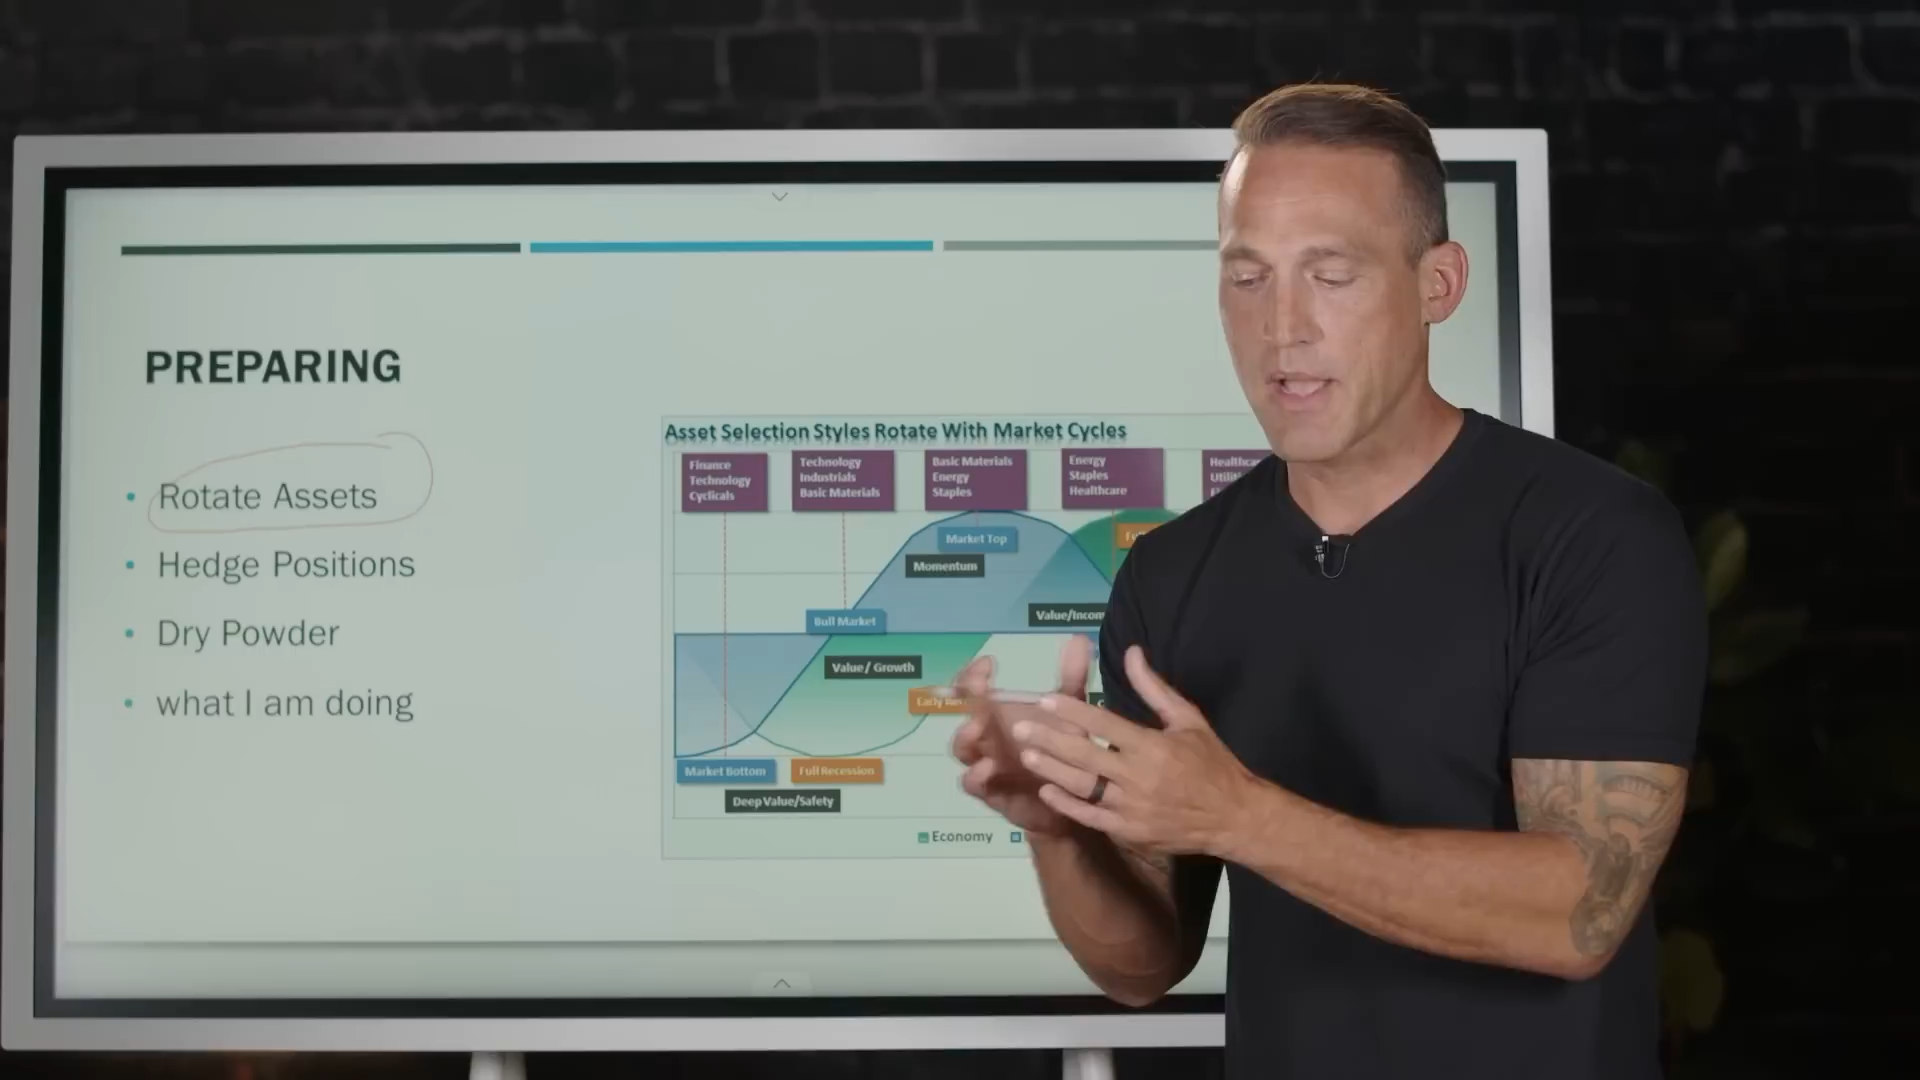 PREPARING
Rotate Assets
Hedge Positions
Dry Powder
what I am doing
Asset Selection Styles Rotate With Market Cycles
Finance
Technology
Cyclicals
Technology
Industrials
Basic Materials
Basic Materials
Energy
Staples
Energy
Staples
Healthcare
Market Top
Momentum
Bull Market
Value/ Growth
Early
Market Bottom
Full Recession
Deep Value/Safety
Economy